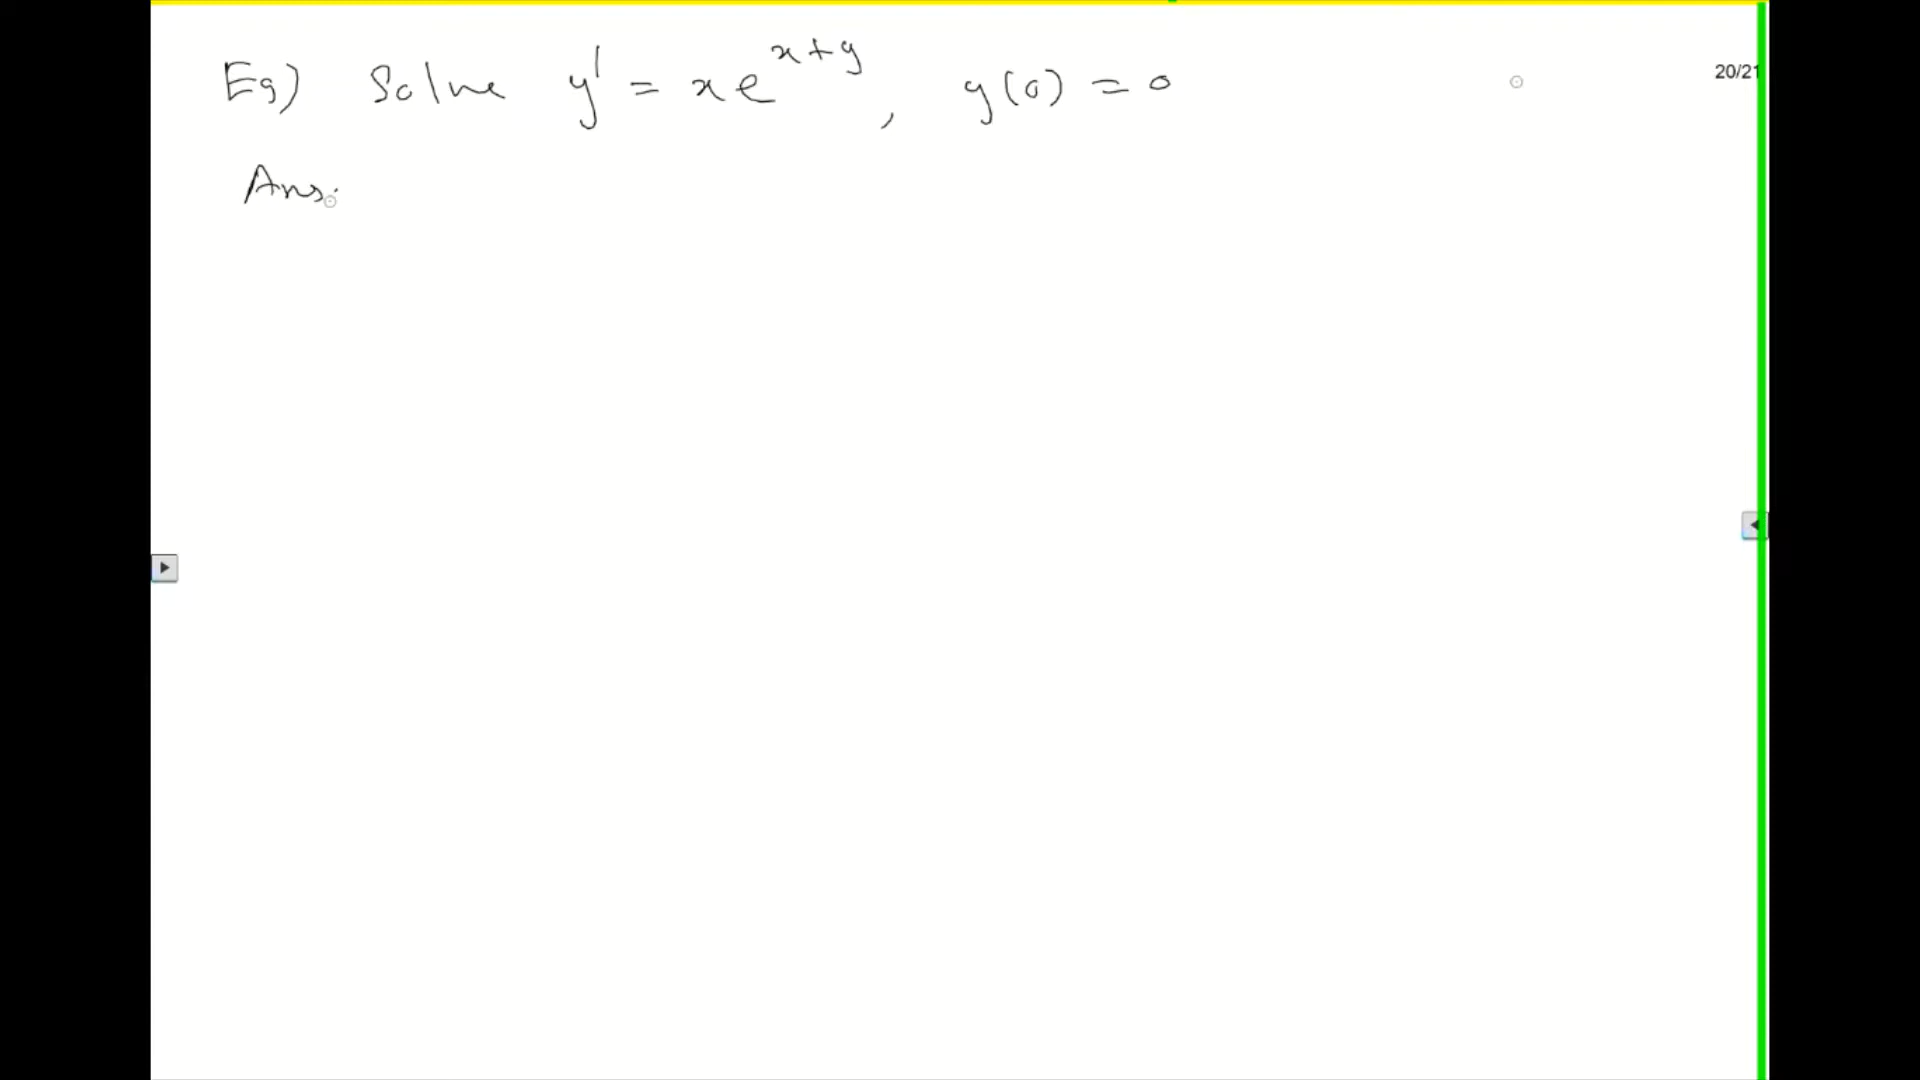 Eg) Solve y' = xe^{x+y}, y(0) = 0
20/21
Ans: